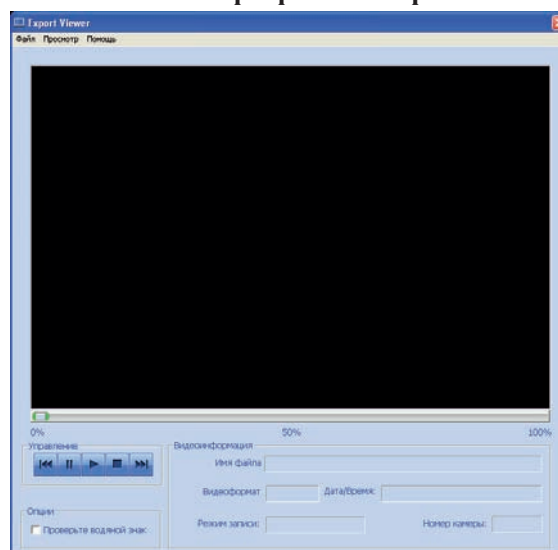 Export Viewer
Файл Просмотр Помощь
0% 50% 100%
Управление
Видеоинформация
Имя файла
Видеоформат
Дата/Время:
Опции
Проверьте водяной знак
Режим записи:
Номер камеры: